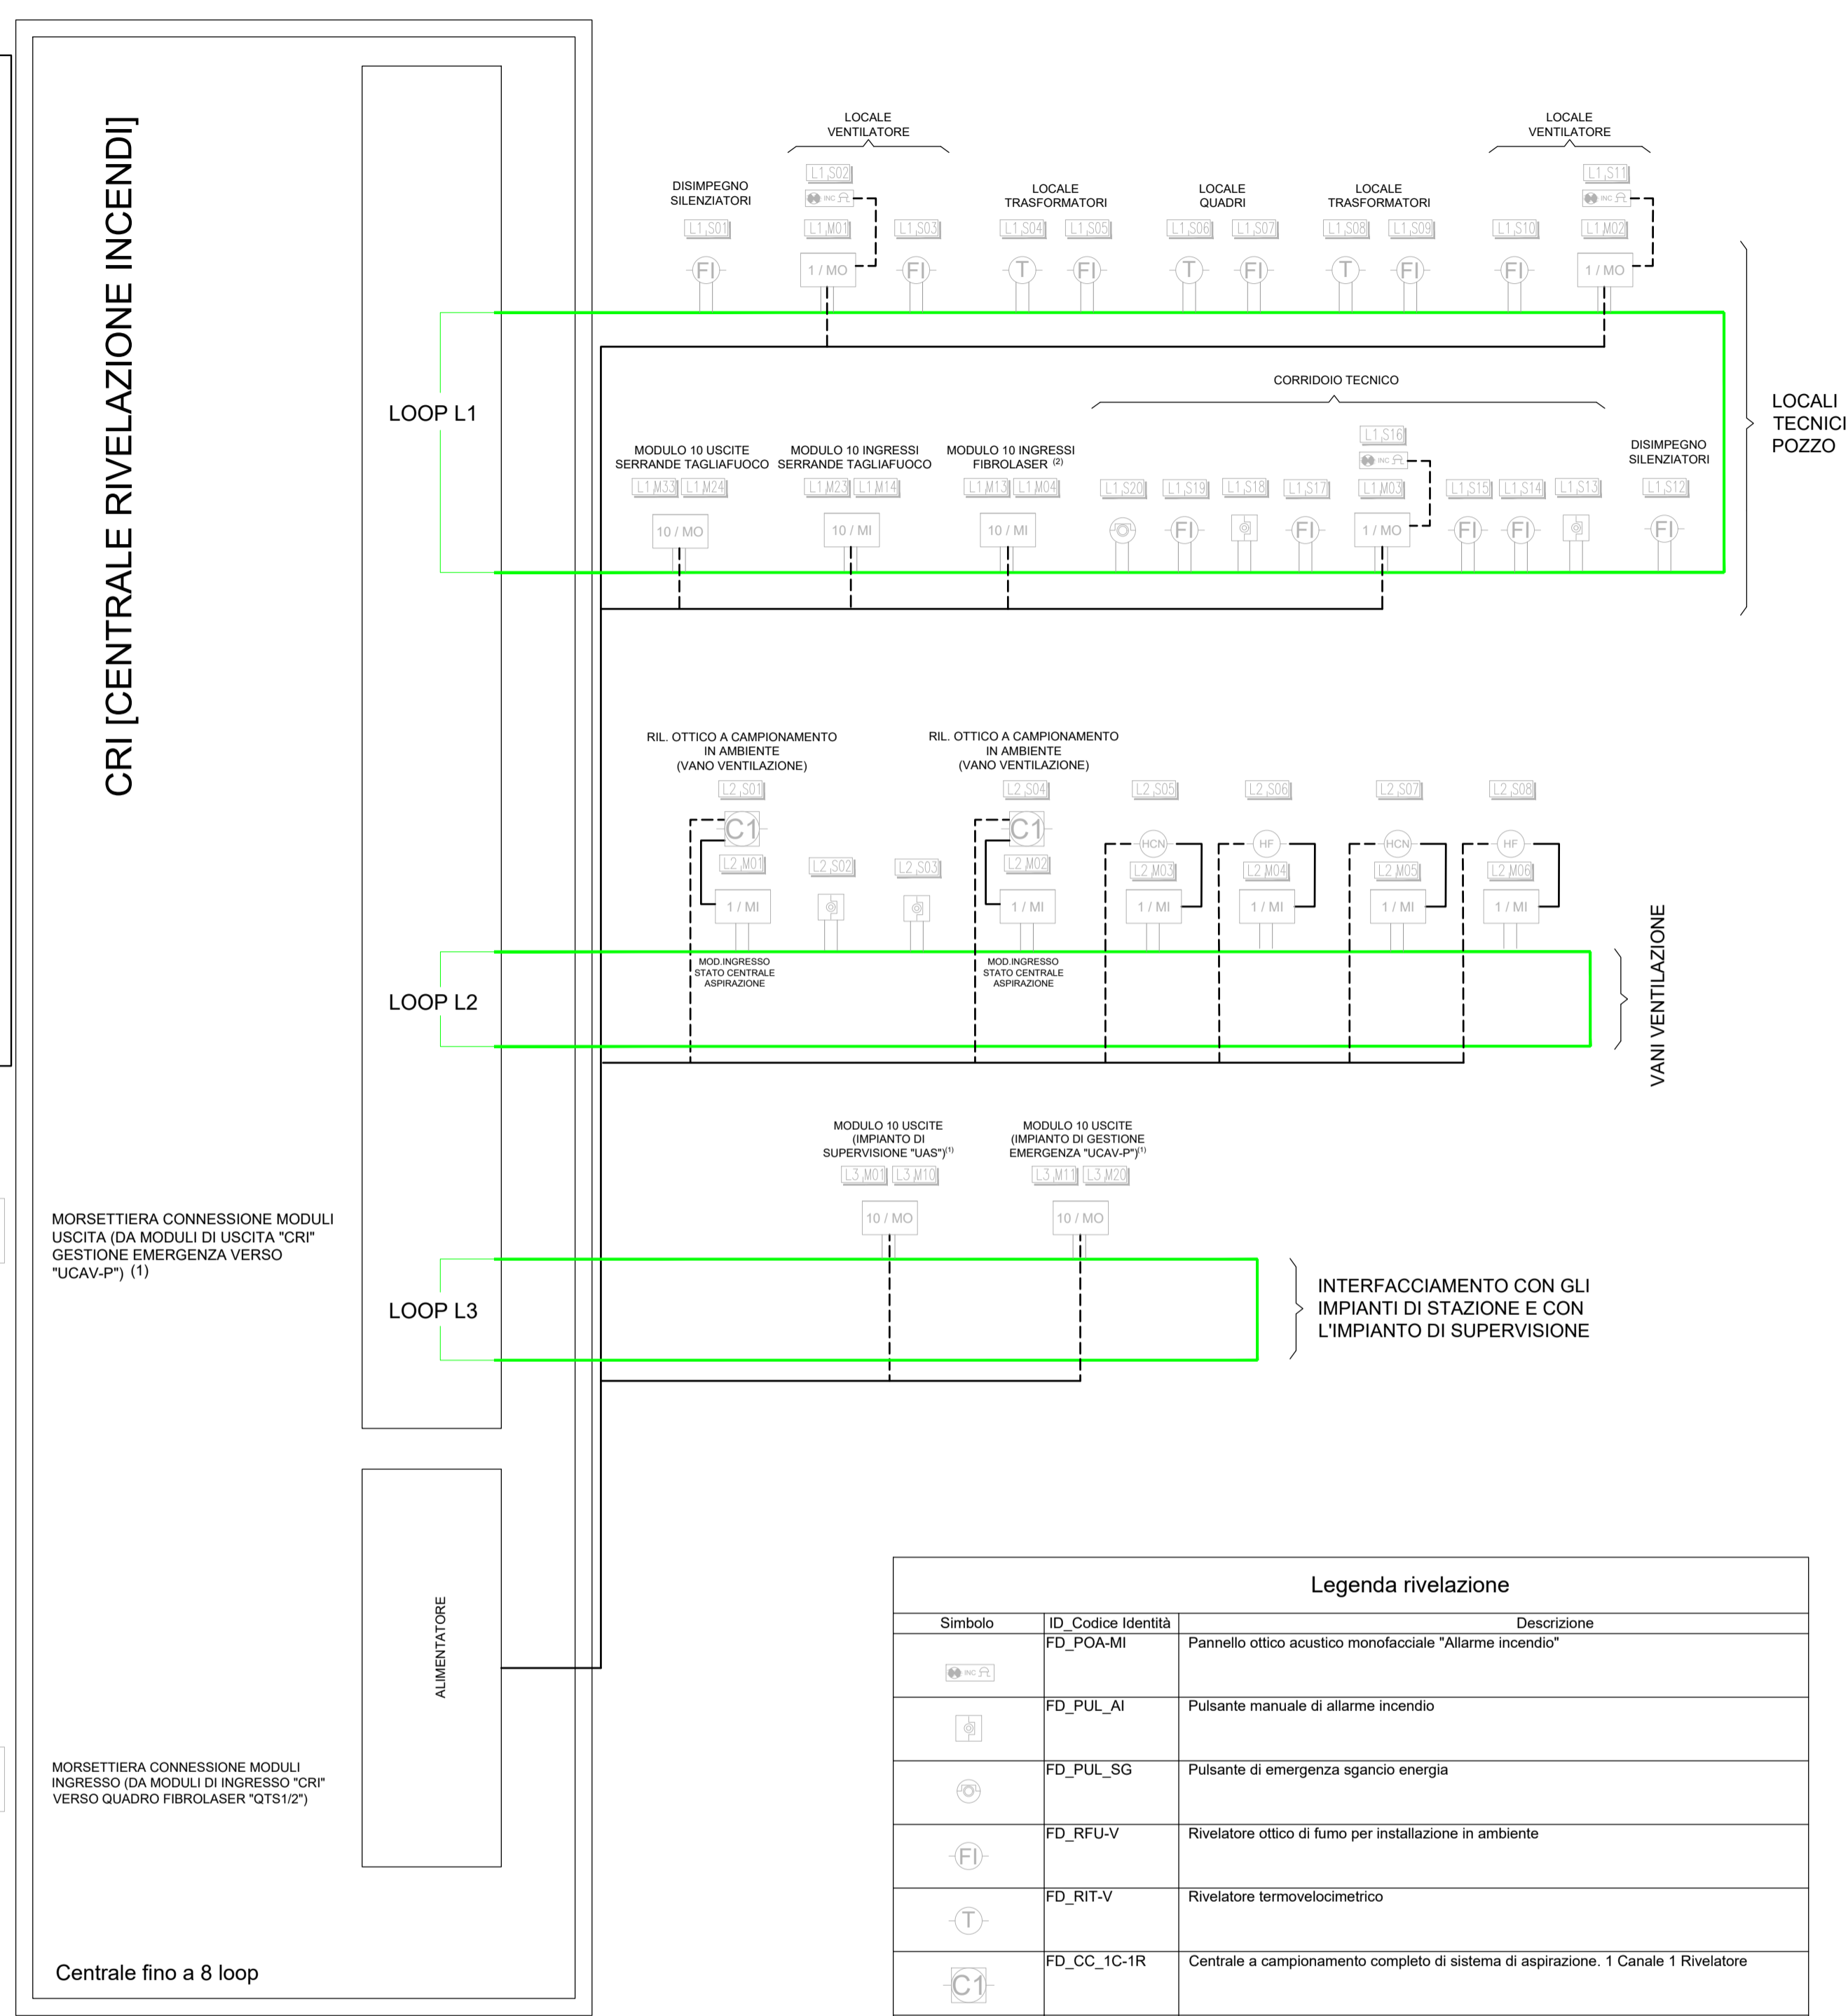 CRI [CENTRALE RIVELAZIONE INCENDI]
LOCALE
VENTILATORE
LOCALE
VENTILATORE
L1,S02
L1,S11
INC
INC
DISIMPEGNO
SILENZIATORI
LOCALE
TRASFORMATORI
LOCALE
QUADRI
LOCALE
TRASFORMATORI
L1,S01 L1,M01 L1,S03 L1,S04 L1,S05 L1,S06 L1,S07 L1,S08 L1,S09 L1,S10 L1,M02
FI 1 / MO FI T FI T FI T FI FI 1 / MO
LOOP L1
CORRIDOIO TECNICO
LOCALI
TECNICI
POZZO
L1,S16
INC
MODULO 10 USCITE
SERRANDE TAGLIAFUOCO
MODULO 10 INGRESSI
SERRANDE TAGLIAFUOCO
MODULO 10 INGRESSI
FIBROLASER (2)
DISIMPEGNO
SILENZIATORI
L1,M33 L1,M24 L1,M23 L1,M14 L1,M13 L1,M04 L1,S20 L1,S19 L1,S18 L1,S17 L1,M03 L1,S15 L1,S14 L1,S13 L1,S12
10 / MO 10 / MI 10 / MI FI FI 1 / MO FI FI FI
RIL. OTTICO A CAMPIONAMENTO
IN AMBIENTE
(VANO VENTILAZIONE)
RIL. OTTICO A CAMPIONAMENTO
IN AMBIENTE
(VANO VENTILAZIONE)
L2,S01 L2,S04 L2,S05 L2,S06 L2,S07 L2,S08
C1 C1 HCN HF HCN HF
L2,M01 L2,S02 L2,S03 L2,M02 L2,M03 L2,M04 L2,M05 L2,M06
1 / MI 1 / MI 1 / MI 1 / MI 1 / MI 1 / MI
MOD.INGRESSO
STATO CENTRALE
ASPIRAZIONE
MOD.INGRESSO
STATO CENTRALE
ASPIRAZIONE
LOOP L2
VANI VENTILAZIONE
MODULO 10 USCITE
(IMPIANTO DI
SUPERVISIONE "UAS")(1)
MODULO 10 USCITE
(IMPIANTO DI GESTIONE
EMERGENZA "UCAV-P")(1)
L3,M01 L3,M10 L3,M11 L3,M20
10 / MO 10 / MO
MORSETTIERA CONNESSIONE MODULI
USCITA (DA MODULI DI USCITA "CRI"
GESTIONE EMERGENZA VERSO
"UCAV-P") (1)
LOOP L3
INTERFACCIAMENTO CON GLI
IMPIANTI DI STAZIONE E CON
L'IMPIANTO DI SUPERVISIONE
ALIMENTATORE
MORSETTIERA CONNESSIONE MODULI
INGRESSO (DA MODULI DI INGRESSO "CRI"
VERSO QUADRO FIBROLASER "QTS1/2")
Centrale fino a 8 loop
Legenda rivelazione
Simbolo ID_Codice Identità Descrizione
INC FD_POA-MI Pannello ottico acustico monofacciale "Allarme incendio"
FD_PUL_AI Pulsante manuale di allarme incendio
FD_PUL_SG Pulsante di emergenza sgancio energia
FI FD_RFU-V Rivelatore ottico di fumo per installazione in ambiente
T FD_RIT-V Rivelatore termovelocimetrico
C1 FD_CC_1C-1R Centrale a campionamento completo di sistema di aspirazione. 1 Canale 1 Rivelatore